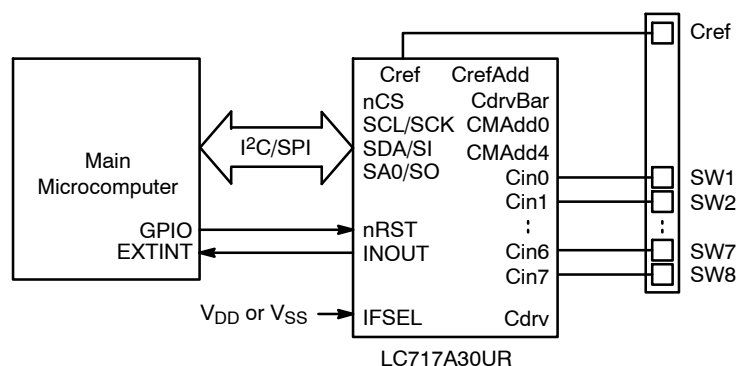 Cref
Cref CrefAdd
nCS CdrvBar
SCL/SCK CMAdd0
SDA/SI CMAdd4
SA0/SO
I²C/SPI
Main
Microcomputer
Cin0 SW1
Cin1 SW2
GPIO nRST
EXTINT INOUT
Cin6 SW7
Cin7 SW8
VDD or VSS IFSEL Cdrv
LC717A30UR